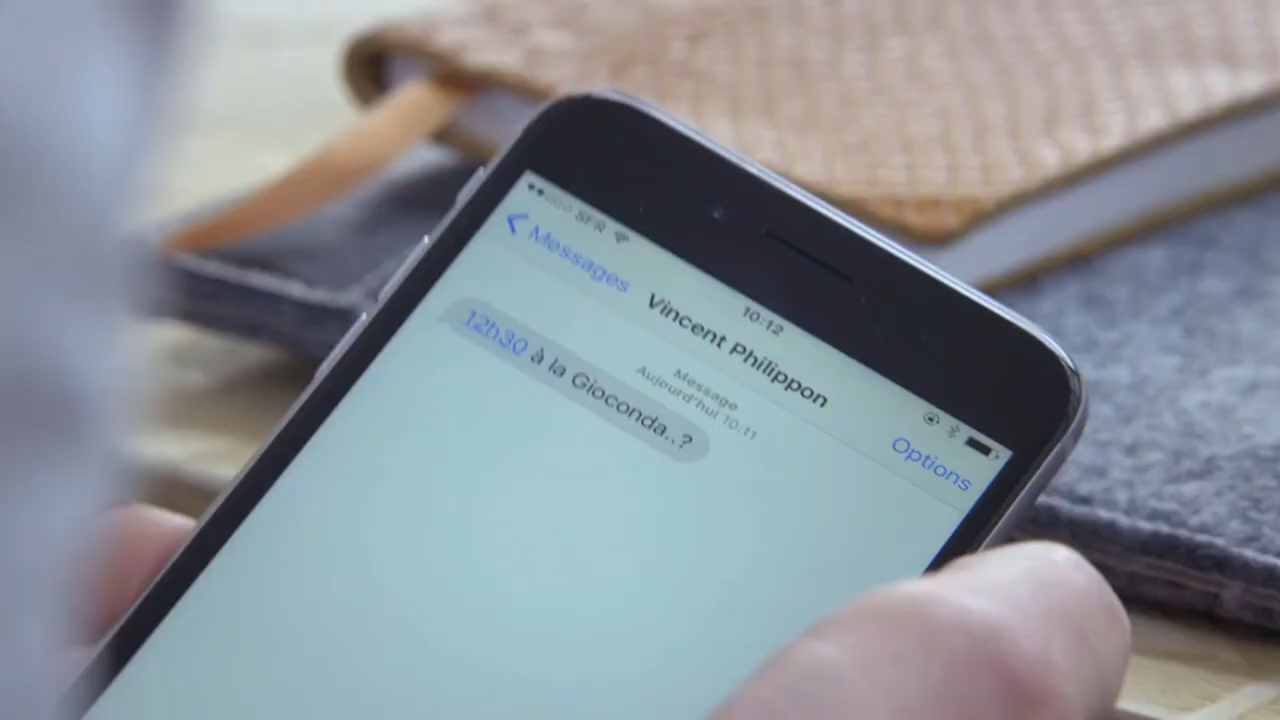 SFR
10:12
Messages
Vincent Philippon
Options
Message
Aujourd'hui 10:11
12h30 à la Gioconda..?